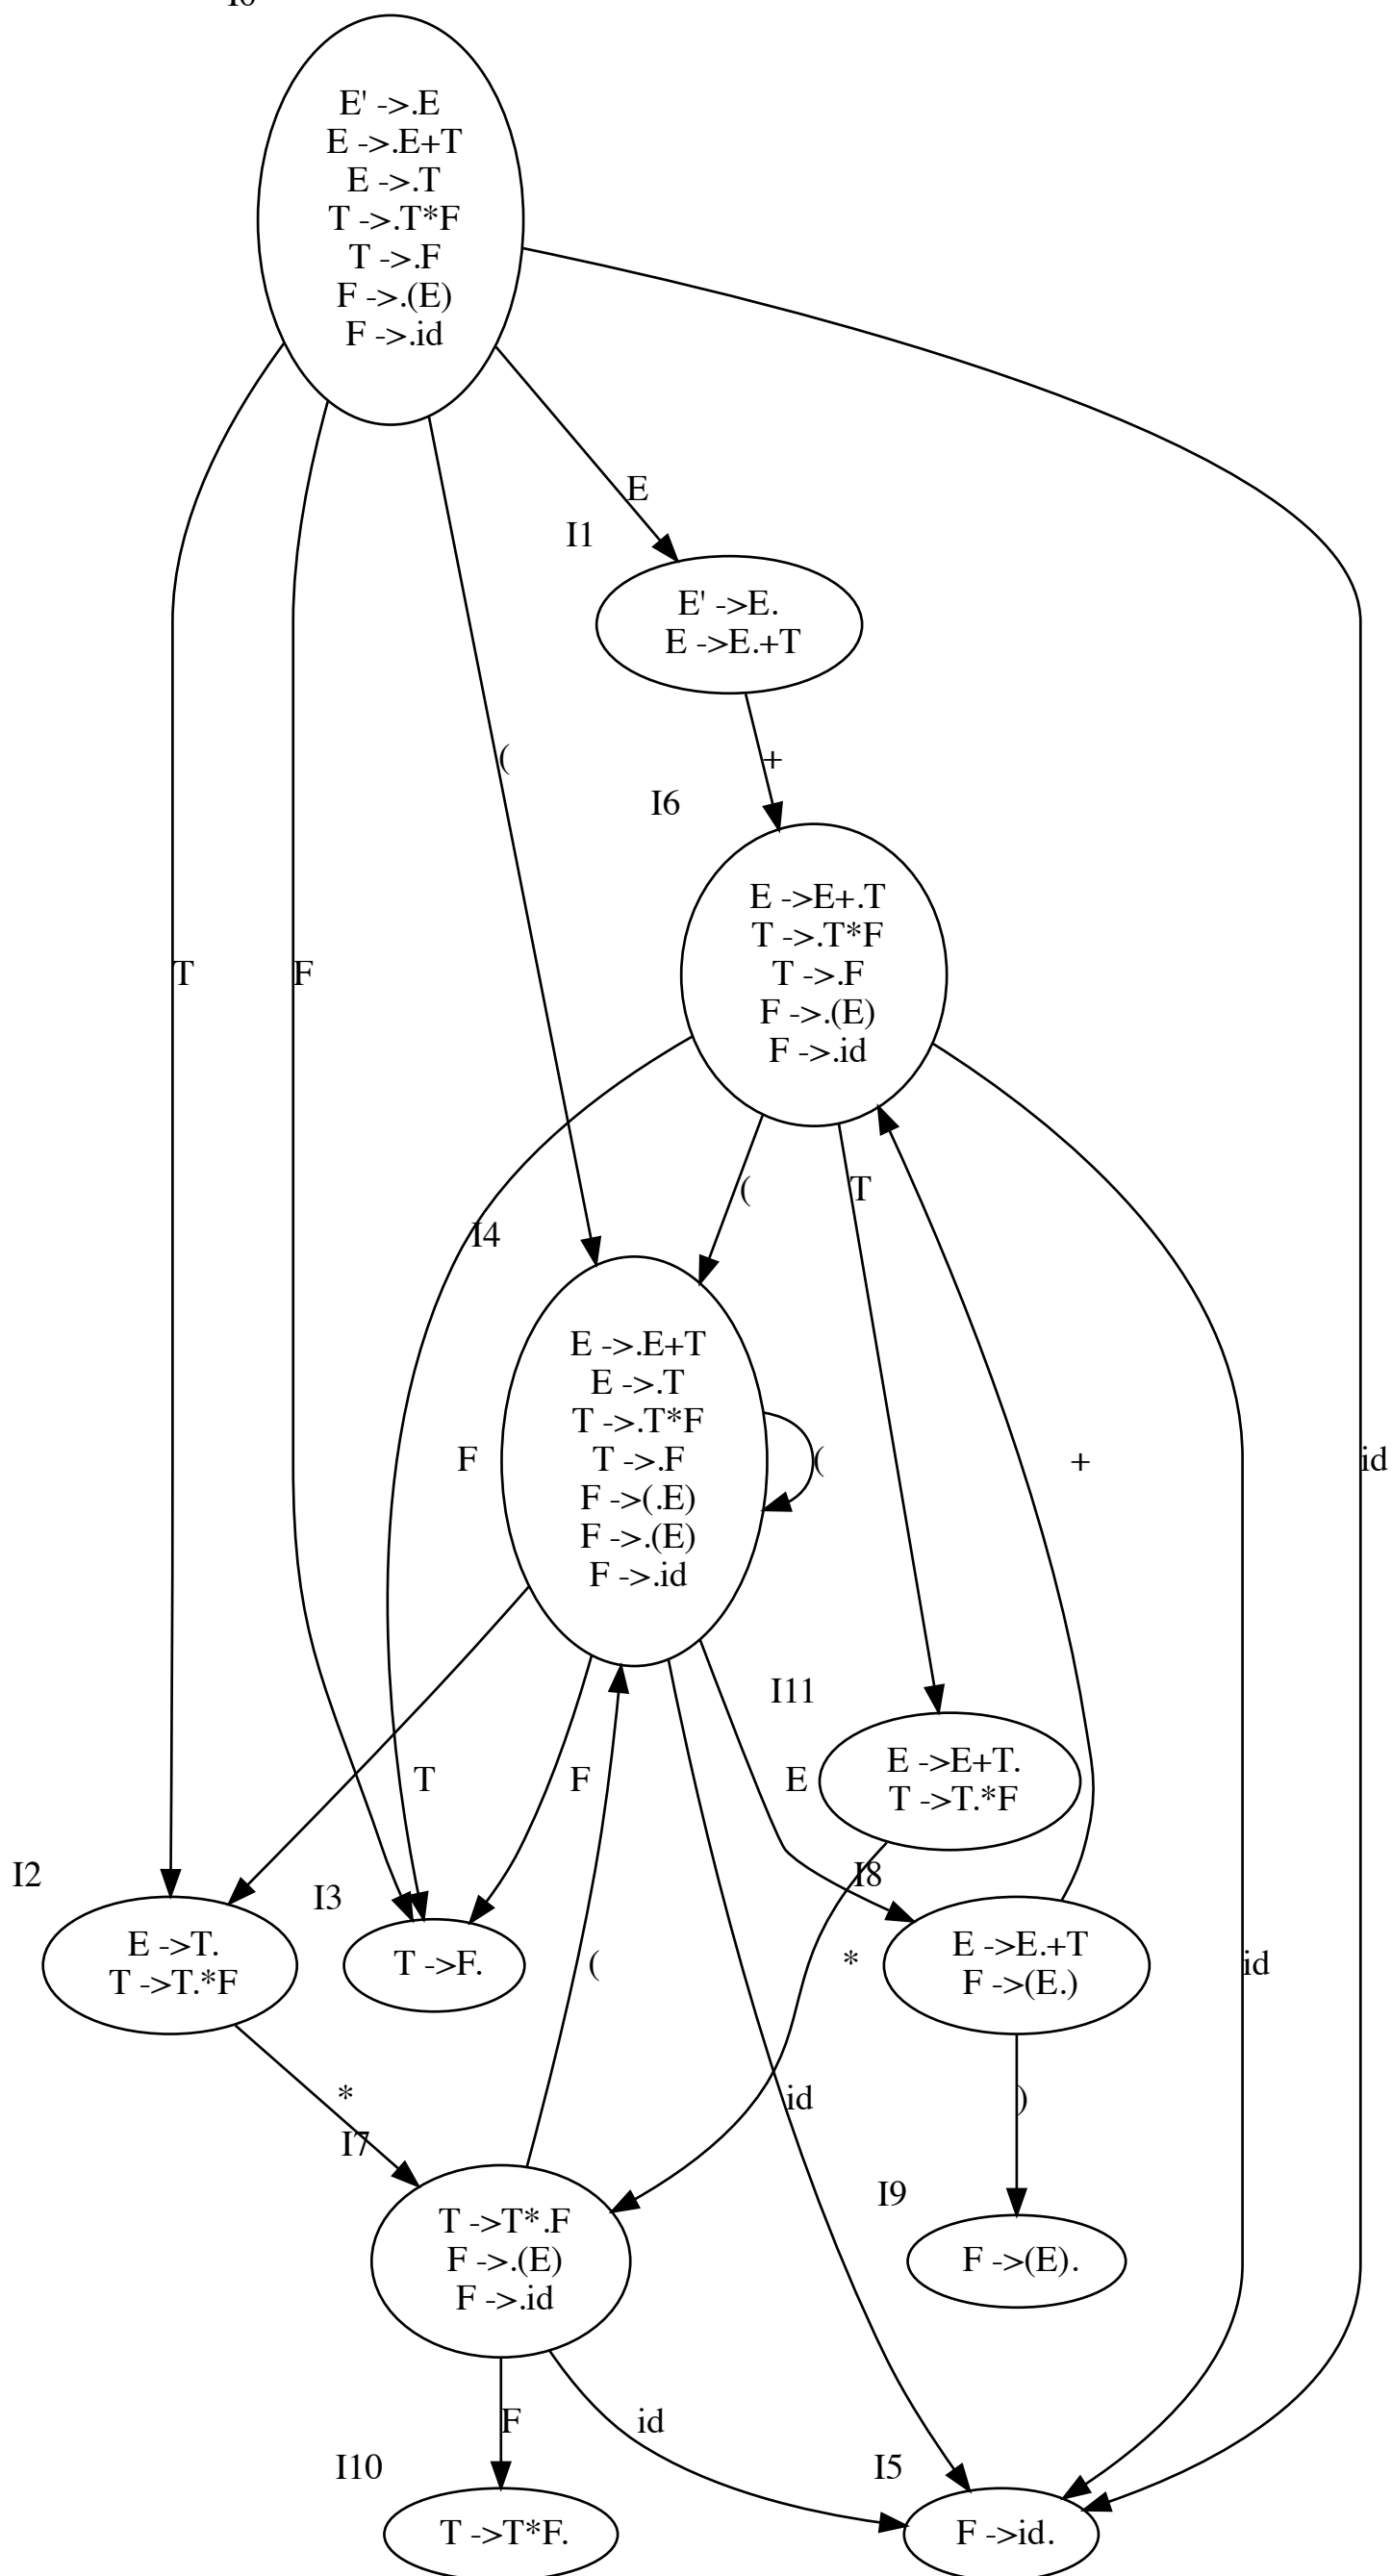 I0
E' ->.E
E ->.E+T
E ->.T
T ->.T*F
T ->.F
F ->.(E)
F ->.id
E
I1
E' ->E.
E ->E.+T
(
+
I6
E ->E+.T
T ->.T*F
T ->.F
F ->.(E)
F ->.id
T
F
(
T
I4
E ->.E+T
E ->.T
T ->.T*F
T ->.F
F ->(.E)
F ->.(E)
F ->.id
F
(
+
id
I11
E ->E+T.
T ->T.*F
T
F
E
I2
E ->T.
T ->T.*F
I3
T ->F.
(
*
I8
E ->E.+T
F ->(E.)
id
*
id
)
I7
T ->T*.F
F ->.(E)
F ->.id
I9
F ->(E).
F
id
I10
T ->T*F.
I5
F ->id.